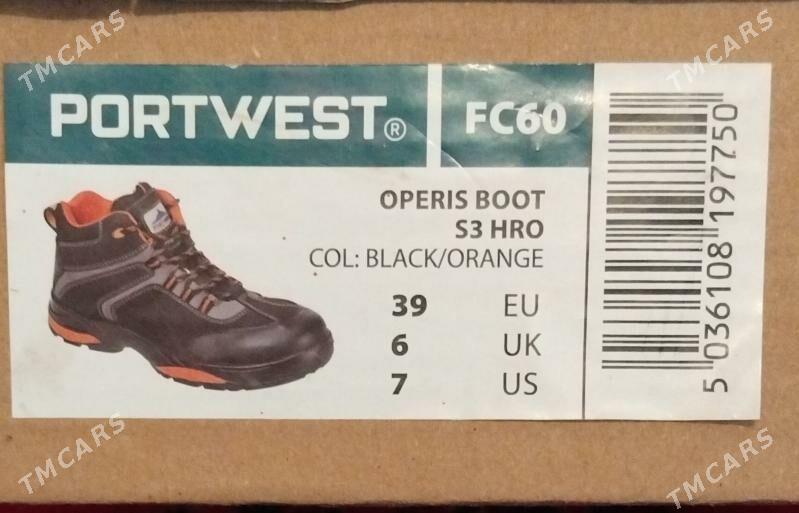 PORTWEST®
FC60
OPERIS BOOT
S3 HRO
COL: BLACK/ORANGE
39 EU
6 UK
7 US
5 036108 197750
TMCARS
TMCARS
TMCARS
TMCARS